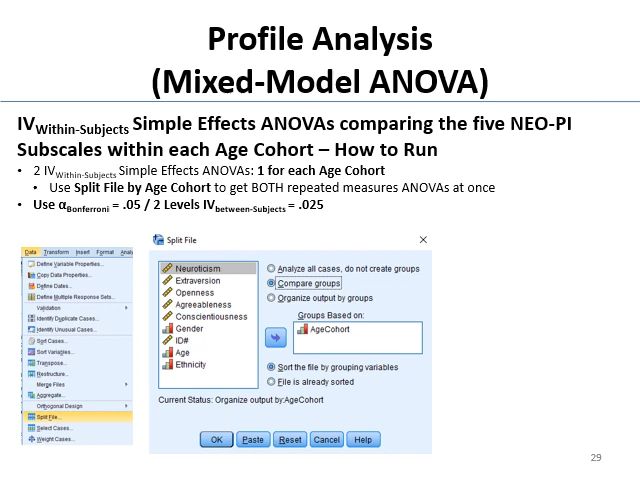 Profile Analysis
(Mixed-Model ANOVA)
IVWithin-Subjects Simple Effects ANOVAs comparing the five NEO-PI
Subscales within each Age Cohort – How to Run
• 2 IVWithin-Subjects Simple Effects ANOVAs: 1 for each Age Cohort
• Use Split File by Age Cohort to get BOTH repeated measures ANOVAs at once
• Use αBonferroni = .05 / 2 Levels IVbetween-Subjects = .025
Data Transform Insert Format Analy
Define Variable Properties...
Copy Data Properties...
Define Dates...
Define Multiple Response Sets...
Validation
Identify Duplicate Cases...
Identify Unusual Cases...
Sort Cases...
Sort Variables...
Transpose...
Restructure...
Merge Files
Aggregate...
Orthogonal Design
Split File...
Select Cases...
Weight Cases...
Split File
Neuroticism
Extraversion
Openness
Agreeableness
Conscientiousness
Gender
ID#
Age
Ethnicity
Analyze all cases, do not create groups
Compare groups
Organize output by groups
Groups Based on:
AgeCohort
Sort the file by grouping variables
File is already sorted
Current Status: Organize output by:AgeCohort
OK Paste Reset Cancel Help
29